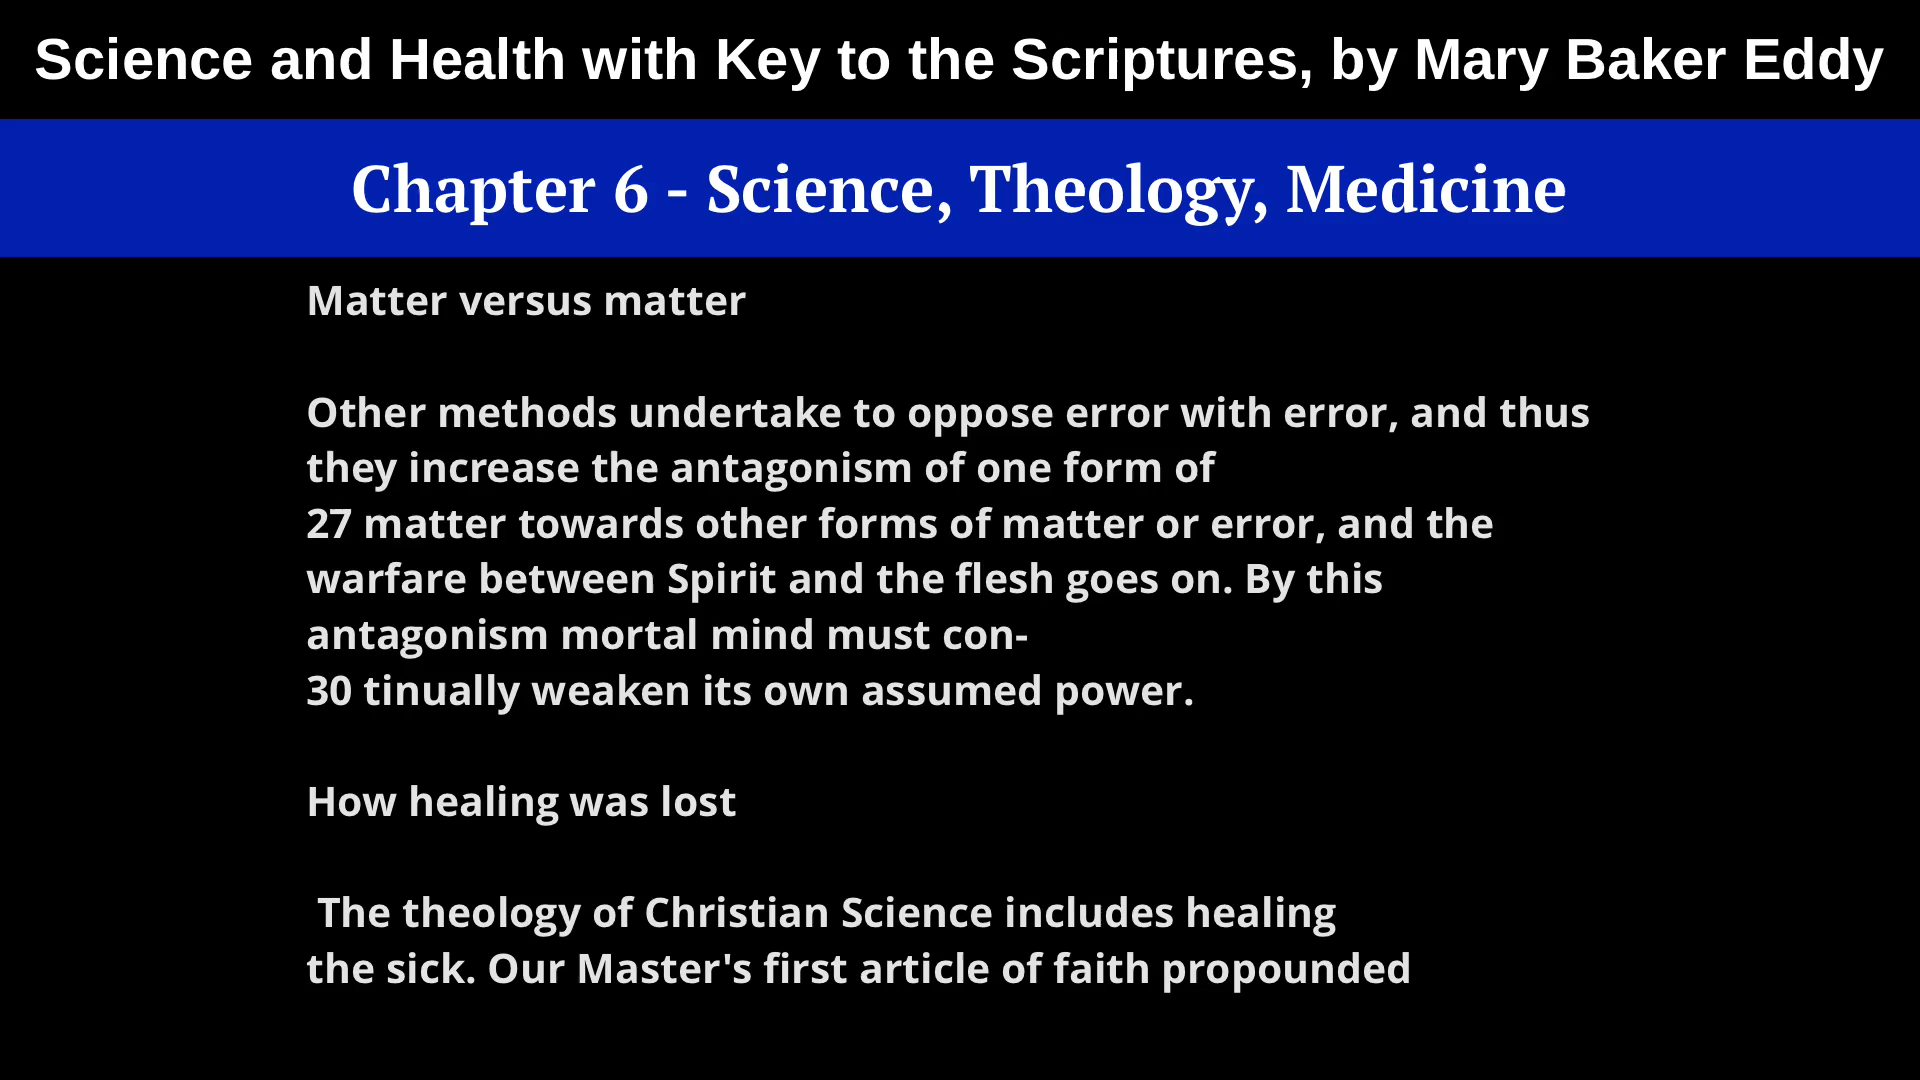 Science and Health with Key to the Scriptures, by Mary Baker Eddy
Chapter 6 - Science, Theology, Medicine
Matter versus matter
Other methods undertake to oppose error with error, and thus
they increase the antagonism of one form of
27 matter towards other forms of matter or error, and the
warfare between Spirit and the flesh goes on. By this
antagonism mortal mind must con-
30 tinually weaken its own assumed power.
How healing was lost
The theology of Christian Science includes healing
the sick. Our Master's first article of faith propounded